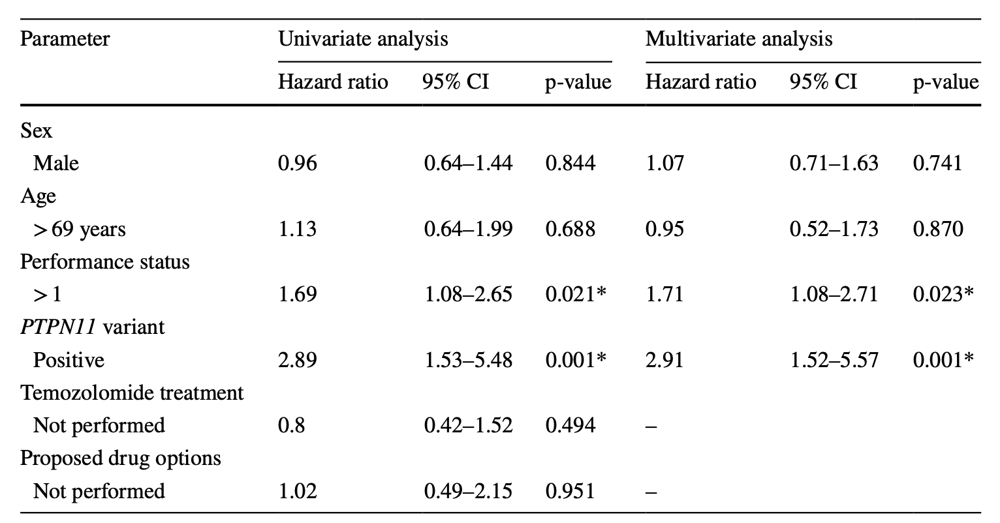 Parameter Univariate analysis Multivariate analysis
Hazard ratio 95% CI p-value Hazard ratio 95% CI p-value
Sex
Male 0.96 0.64–1.44 0.844 1.07 0.71–1.63 0.741
Age
> 69 years 1.13 0.64–1.99 0.688 0.95 0.52–1.73 0.870
Performance status
> 1 1.69 1.08–2.65 0.021* 1.71 1.08–2.71 0.023*
PTPN11 variant
Positive 2.89 1.53–5.48 0.001* 2.91 1.52–5.57 0.001*
Temozolomide treatment
Not performed 0.8 0.42–1.52 0.494 –
Proposed drug options
Not performed 1.02 0.49–2.15 0.951 –